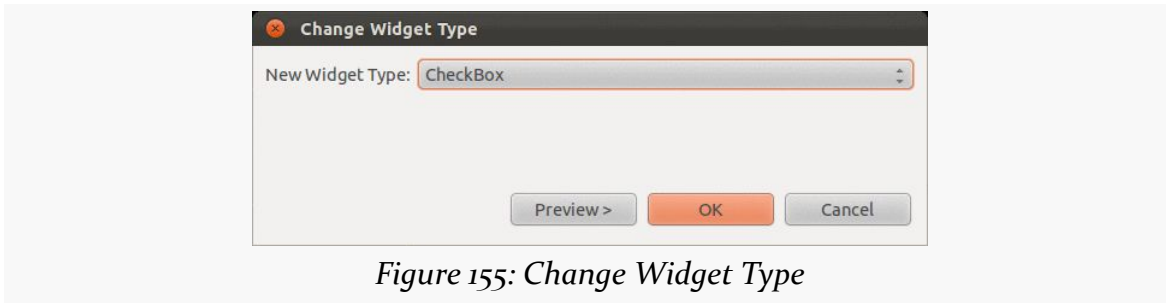 Change Widget Type
New Widget Type: CheckBox
Preview > OK Cancel
Figure 155: Change Widget Type